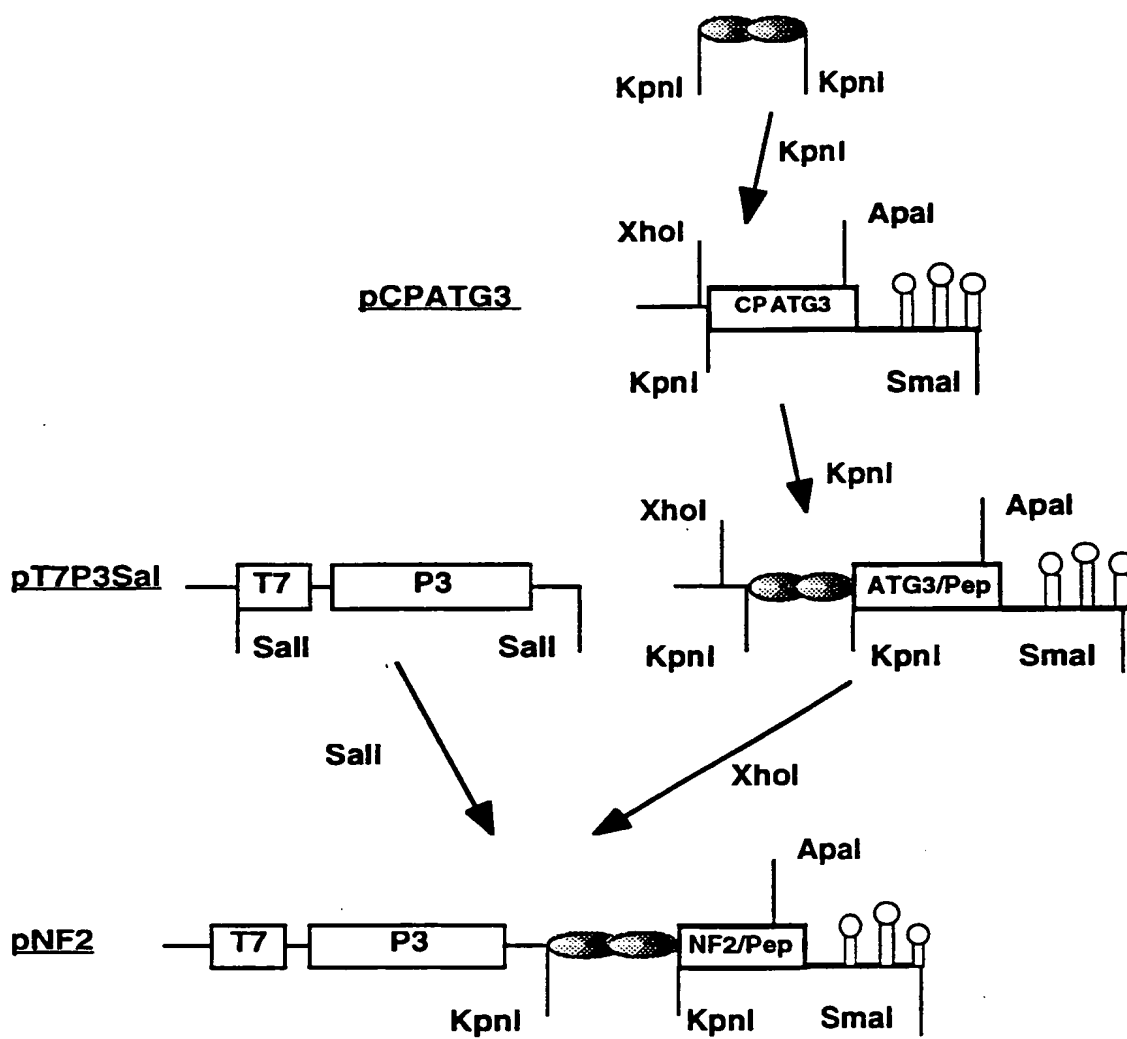 KpnI KpnI
KpnI
XhoI ApaI
pCPATG3 CPATG3
KpnI SmaI
KpnI
XhoI ApaI
pT7P3Sal T7 P3 ATG3/Pep
SalI SalI KpnI KpnI SmaI
SalI XhoI
ApaI
pNF2 T7 P3 NF2/Pep
KpnI KpnI SmaI